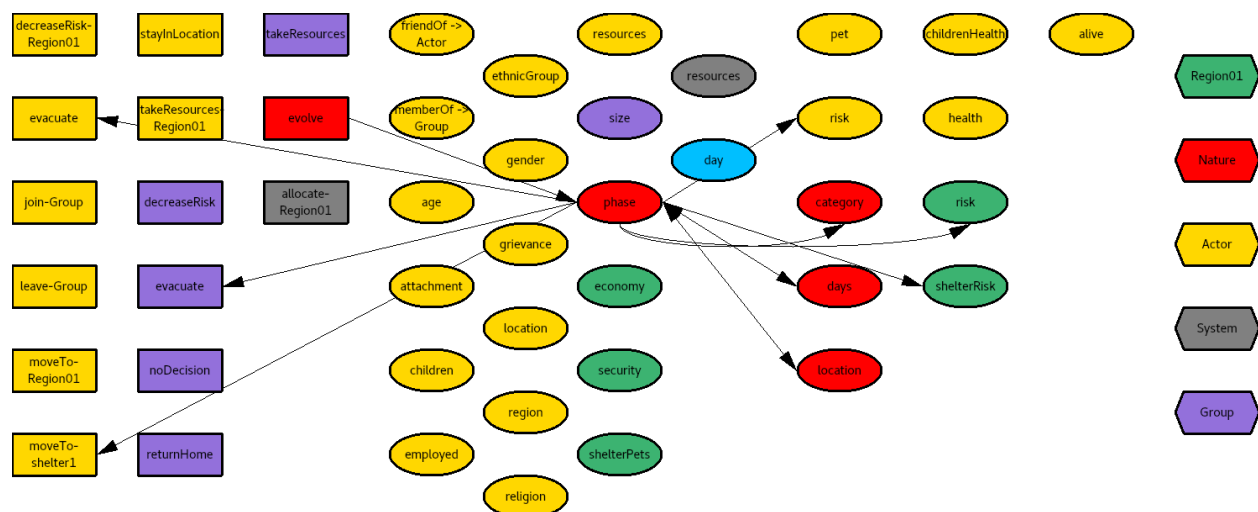 decreaseRisk-
Region01
stayInLocation
takeResources
friendOf ->
Actor
resources
pet
childrenHealth
alive
ethnicGroup
resources
Region01
evacuate
takeResources-
Region01
evolve
memberOf ->
Group
size
risk
health
gender
day
Nature
join-Group
decreaseRisk
allocate-
Region01
age
phase
category
risk
grievance
Actor
leave-Group
evacuate
attachment
economy
days
shelterRisk
location
System
moveTo-
Region01
noDecision
children
security
location
region
Group
moveTo-
shelter1
returnHome
employed
shelterPets
religion